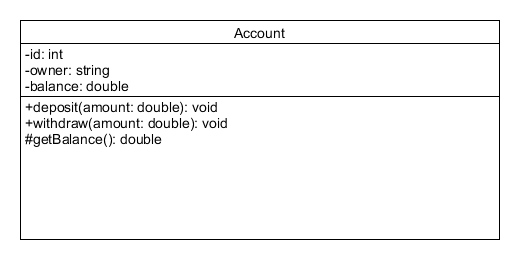 Account
-id: int
-owner: string
-balance: double
+deposit(amount: double): void
+withdraw(amount: double): void
#getBalance(): double